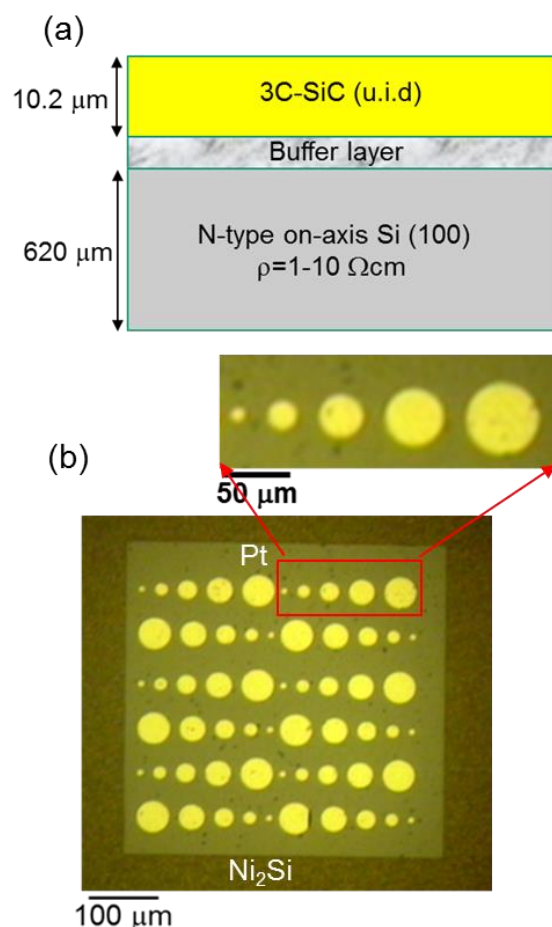 (a)
10.2 μm
3C-SiC (u.i.d)
Buffer layer
620 μm
N-type on-axis Si (100)
ρ=1-10 Ωcm
(b)
50 μm
Pt
Ni₂Si
100 μm